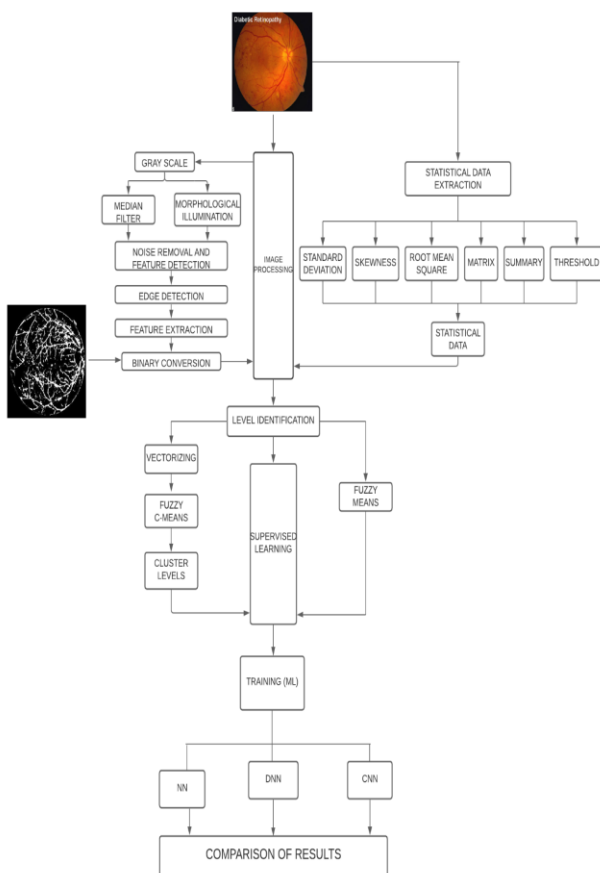 Diabetic Retinopathy
GRAY SCALE
MEDIAN
FILTER
MORPHOLOGICAL
ILLUMINATION
NOISE REMOVAL AND
FEATURE DETECTION
EDGE DETECTION
FEATURE EXTRACTION
BINARY CONVERSION
IMAGE
PROCESSING
STATISTICAL DATA
EXTRACTION
STANDARD
DEVIATION
SKEWNESS
ROOT MEAN
SQUARE
MATRIX
SUMMARY
THRESHOLD
STATISTICAL
DATA
LEVEL IDENTIFICATION
VECTORIZING
FUZZY
C-MEANS
CLUSTER
LEVELS
SUPERVISED
LEARNING
FUZZY
MEANS
TRAINING (ML)
NN
DNN
CNN
COMPARISON OF RESULTS